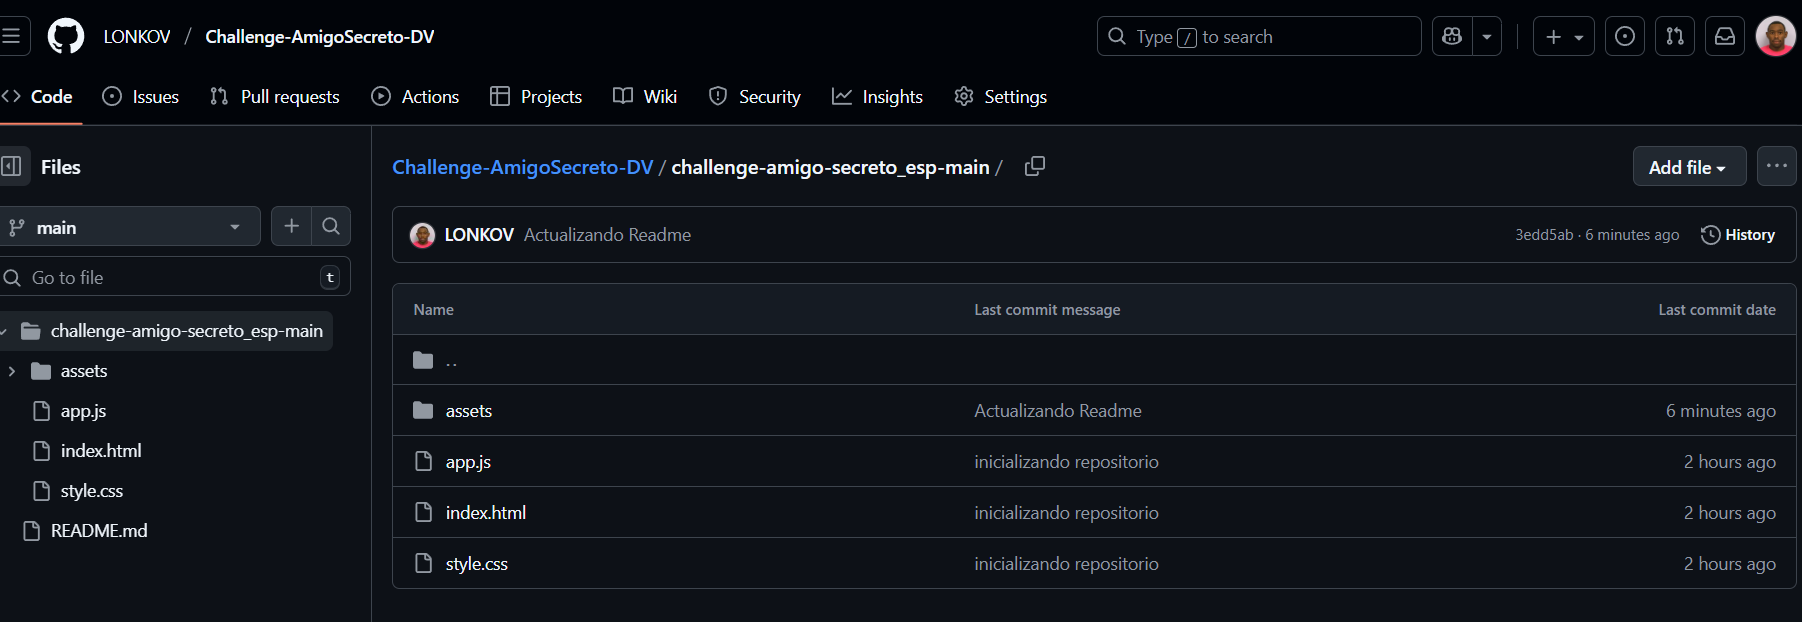 LONKOV / Challenge-AmigoSecreto-DV
Type / to search
Code Issues Pull requests Actions Projects Wiki Security Insights Settings
Files
Challenge-AmigoSecreto-DV / challenge-amigo-secreto_esp-main /
Add file
main
LONKOV Actualizando Readme
3edd5ab · 6 minutes ago
History
Go to file t
Name Last commit message Last commit date
challenge-amigo-secreto_esp-main
..
assets
assets Actualizando Readme 6 minutes ago
app.js
app.js inicializando repositorio 2 hours ago
index.html
index.html inicializando repositorio 2 hours ago
style.css
README.md
style.css inicializando repositorio 2 hours ago